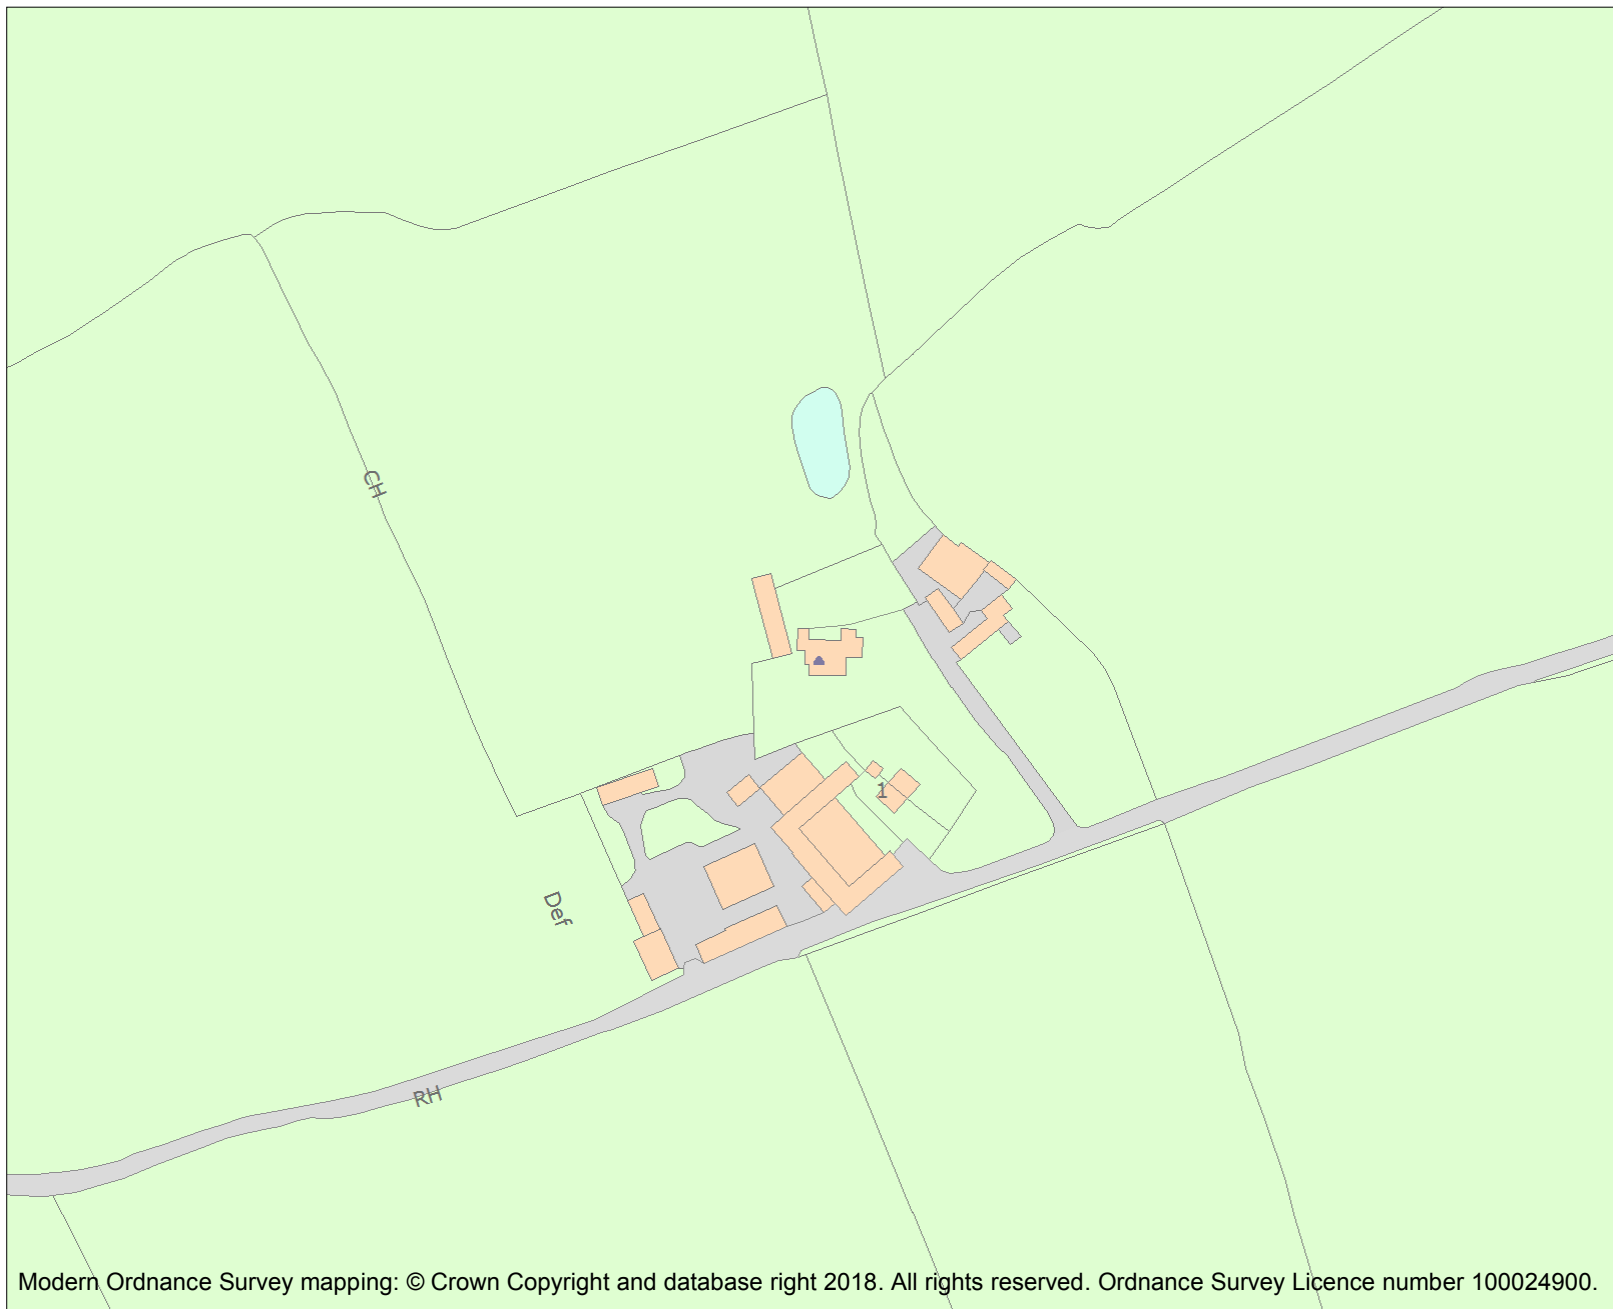 CH
1
Def
RH
Modern Ordnance Survey mapping: © Crown Copyright and database right 2018. All rights reserved. Ordnance Survey Licence number 100024900.